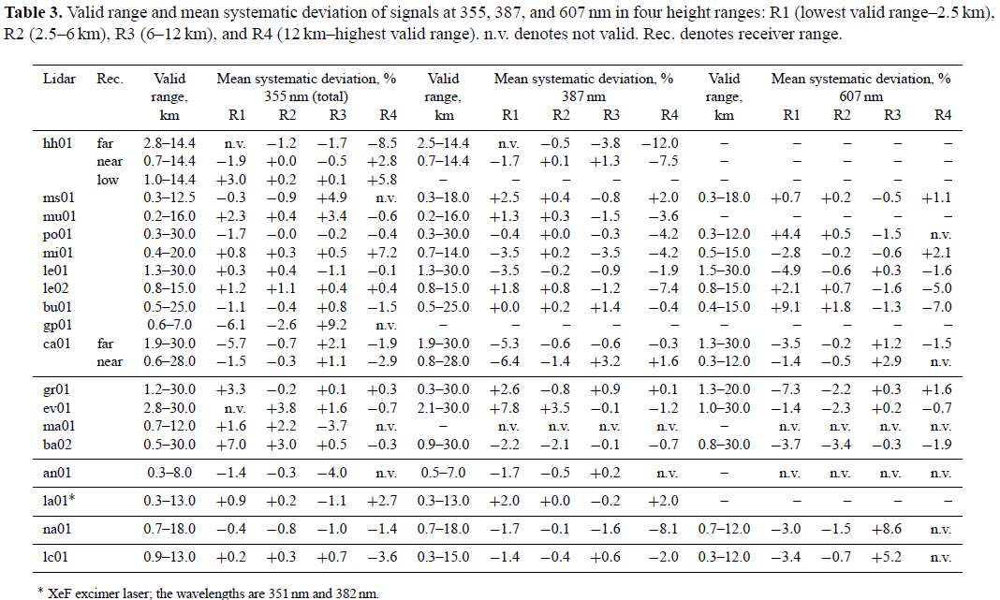 Table 3. Valid range and mean systematic deviation of signals at 355, 387, and 607 nm in four height ranges: R1 (lowest valid range–2.5 km),
R2 (2.5–6 km), R3 (6–12 km), and R4 (12 km–highest valid range). n.v. denotes not valid. Rec. denotes receiver range.
Lidar Rec. Valid Mean systematic deviation, % Valid Mean systematic deviation, % Valid Mean systematic deviation, %
range, 355 nm (total) range, 387 nm range, 607 nm
km R1 R2 R3 R4 km R1 R2 R3 R4 km R1 R2 R3 R4
hh01 far 2.8–14.4 n.v. −1.2 −1.7 −8.5 2.5–14.4 n.v. −0.5 −3.8 −12.0 – – – – –
near 0.7–14.4 −1.9 +0.0 −0.5 +2.8 0.7–14.4 −1.7 +0.1 +1.3 −7.5 – – – – –
low 1.0–14.4 +3.0 +0.2 +0.1 +5.8 – – – – – – – – – –
ms01 0.3–12.5 −0.3 −0.9 +4.9 n.v. 0.3–18.0 +2.5 +0.4 −0.8 +2.0 0.3–18.0 +0.7 +0.2 −0.5 +1.1
mu01 0.2–16.0 +2.3 +0.4 +3.4 −0.6 0.2–16.0 +1.3 +0.3 −1.5 −3.6 – – – – –
po01 0.3–30.0 −1.7 −0.0 −0.2 −0.4 0.3–30.0 −0.4 +0.0 −0.3 −4.2 0.3–12.0 +4.4 +0.5 −1.5 n.v.
mi01 0.4–20.0 +0.8 +0.3 +0.5 +7.2 0.7–14.0 −3.5 +0.2 −3.5 −4.2 0.5–15.0 −2.8 −0.2 −0.6 +2.1
le01 1.3–30.0 +0.3 +0.4 −1.1 −0.1 1.3–30.0 −3.5 −0.2 −0.9 −1.9 1.5–30.0 −4.9 −0.6 +0.3 −1.6
le02 0.8–15.0 +1.2 +1.1 +0.4 +0.4 0.8–15.0 +1.8 +0.8 −1.2 −7.4 0.8–15.0 +2.1 +0.7 −1.6 −5.0
bu01 0.5–25.0 −1.1 −0.4 +0.8 −1.5 0.5–25.0 +0.0 +0.2 +1.4 −0.4 0.4–15.0 +9.1 +1.8 −1.3 −7.0
gp01 0.6–7.0 −6.1 −2.6 +9.2 n.v. – – – – – – – – – –
ca01 far 1.9–30.0 −5.7 −0.7 +2.1 −1.9 1.9–30.0 −5.3 −0.6 −0.6 −0.3 1.3–30.0 −3.5 −0.2 +1.2 −1.5
near 0.6–28.0 −1.5 −0.3 +1.1 −2.9 0.8–28.0 −6.4 −1.4 +3.2 +1.6 0.3–12.0 −1.4 −0.5 +2.9 n.v.
gr01 1.2–30.0 +3.3 −0.2 +0.1 +0.3 0.3–30.0 +2.6 −0.8 +0.9 +0.1 1.3–20.0 −7.3 −2.2 +0.3 +1.6
ev01 2.8–30.0 n.v. +3.8 +1.6 −0.7 2.1–30.0 +7.8 +3.5 −0.1 −1.2 1.0–30.0 −1.4 −2.3 +0.2 −0.7
ma01 0.7–12.0 +1.6 +2.2 −3.7 n.v. – n.v. n.v. n.v. n.v. – n.v. n.v. n.v. n.v.
ba02 0.5–30.0 +7.0 +3.0 +0.5 −0.3 0.9–30.0 −2.2 −2.1 −0.1 −0.7 0.8–30.0 −3.7 −3.4 −0.3 −1.9
an01 0.3–8.0 −1.4 −0.3 −4.0 n.v. 0.5–7.0 −1.7 −0.5 +0.2 n.v. – n.v. n.v. n.v. n.v.
la01* 0.3–13.0 +0.9 +0.2 −1.1 +2.7 0.3–13.0 +2.0 +0.0 −0.2 +2.0 – – – – –
na01 0.7–18.0 −0.4 −0.8 −1.0 −1.4 0.7–18.0 −1.7 −0.1 −1.6 −8.1 0.7–12.0 −3.0 −1.5 +8.6 n.v.
lc01 0.9–13.0 +0.2 +0.3 +0.7 −3.6 0.3–15.0 −1.4 −0.4 +0.6 −2.0 0.3–12.0 −3.4 −0.7 +5.2 n.v.
* XeF excimer laser; the wavelengths are 351 nm and 382 nm.